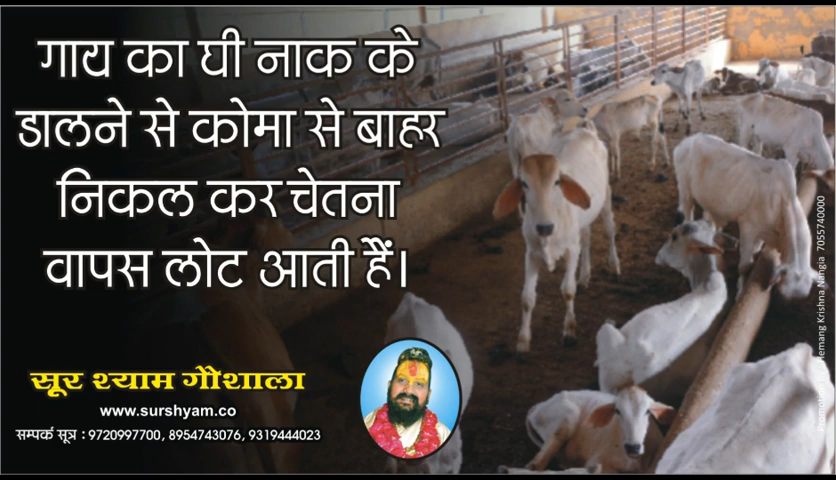 गाय का घी नाक के
डालने से कोमा से बाहर
निकल कर चेतना
वापस लोट आती हैं।
सूर श्याम गौशाला
www.surshyam.co
सम्पर्क सूत्र : 9720997700, 8954743076, 9319444023
Hemang Krishna Nangia 7055740000